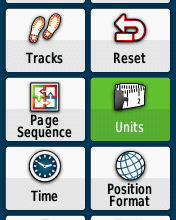 Tracks
Reset
Page
Sequence
Units
Time
Position
Format